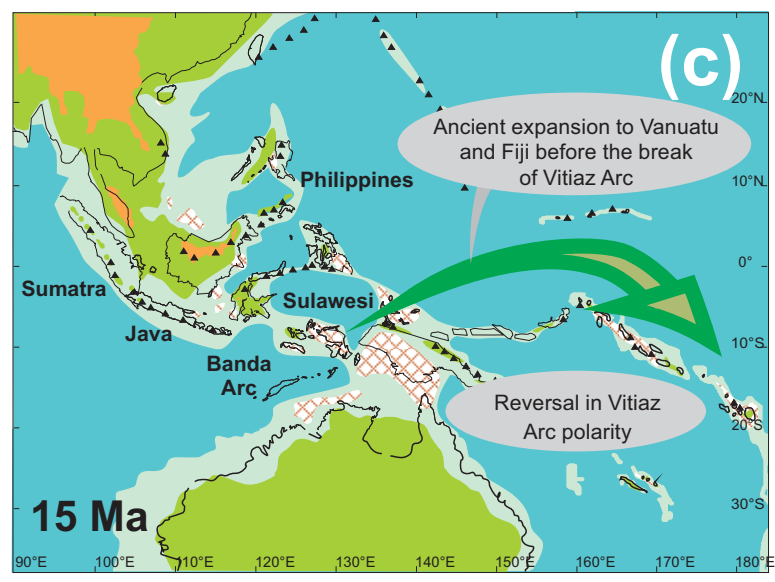 (c)
20°N
Ancient expansion to Vanuatu
and Fiji before the break
of Vitiaz Arc
10°N
Philippines
0°
Sumatra
Sulawesi
Java
10°S
Banda
Arc
Reversal in Vitiaz
Arc polarity
20°S
30°S
15 Ma
90°E 100°E 110°E 120°E 130°E 140°E 150°E 160°E 170°E 180°E